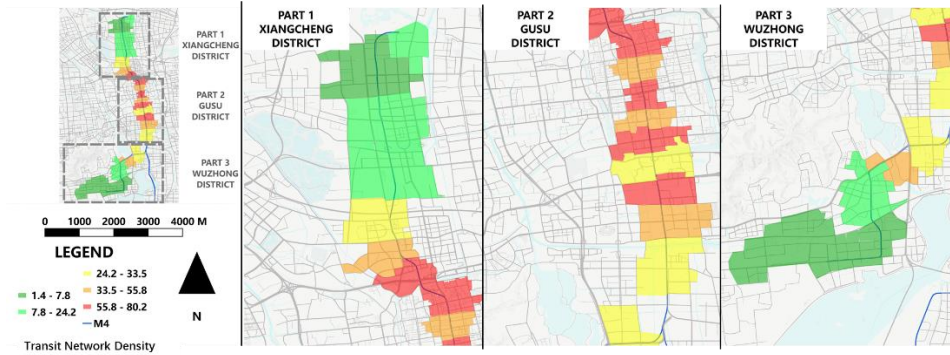 PART 1
XIANGCHENG
DISTRICT
PART 2
GUSU
DISTRICT
PART 3
WUZHONG
DISTRICT
0 1000 2000 3000 4000 M
LEGEND
24.2 - 33.5
1.4 - 7.8
33.5 - 55.8
7.8 - 24.2
55.8 - 80.2
M4
N
Transit Network Density
PART 1
XIANGCHENG
DISTRICT
PART 2
GUSU
DISTRICT
PART 3
WUZHONG
DISTRICT